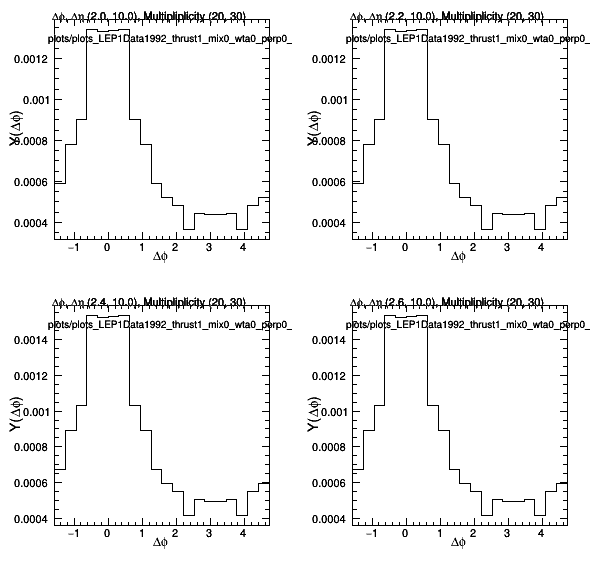 Δφ, Δη (2.0, 10.0), Multipliplicity (20, 30)
plots/plots_LEP1Data1992_thrust1_mix0_wta0_perp0_
0.0012
0.001
0.0008
0.0006
0.0004
Y(Δφ)
−1 0 1 2 3 4
Δφ
Δφ, Δη (2.2, 10.0), Multipliplicity (20, 30)
plots/plots_LEP1Data1992_thrust1_mix0_wta0_perp0_
0.0012
0.001
0.0008
0.0006
0.0004
Y(Δφ)
−1 0 1 2 3 4
Δφ
Δφ, Δη (2.4, 10.0), Multipliplicity (20, 30)
plots/plots_LEP1Data1992_thrust1_mix0_wta0_perp0_
0.0014
0.0012
0.001
0.0008
0.0006
0.0004
Y(Δφ)
−1 0 1 2 3 4
Δφ
Δφ, Δη (2.6, 10.0), Multipliplicity (20, 30)
plots/plots_LEP1Data1992_thrust1_mix0_wta0_perp0_
0.0014
0.0012
0.001
0.0008
0.0006
0.0004
Y(Δφ)
−1 0 1 2 3 4
Δφ